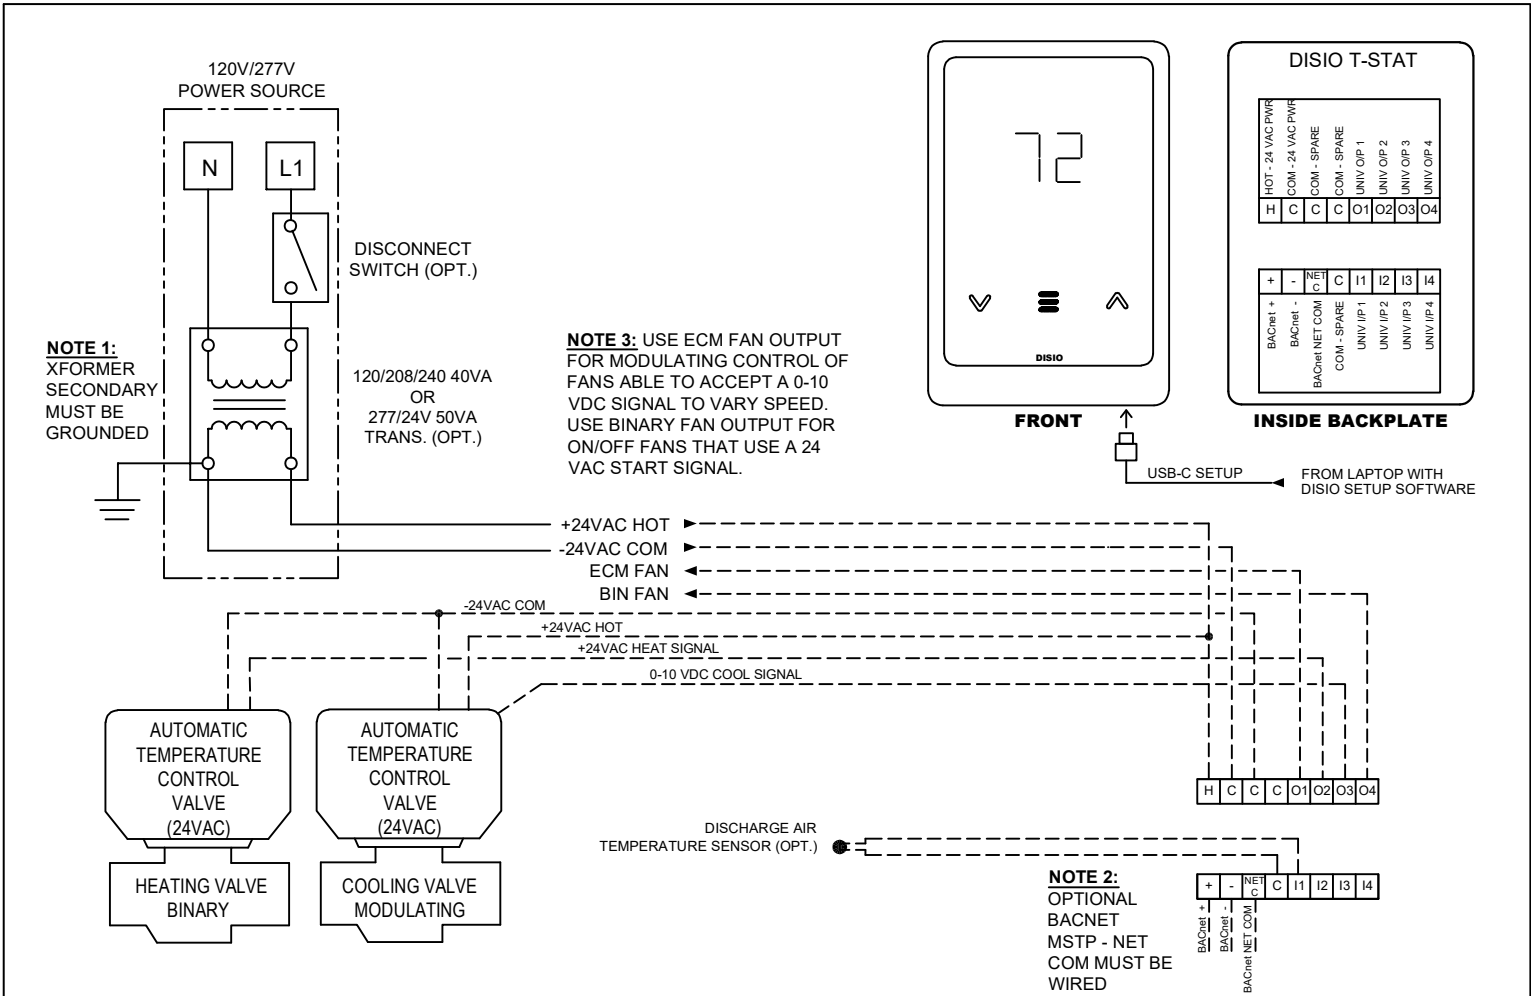 120V/277V
POWER SOURCE
N
L1
DISCONNECT
SWITCH (OPT.)
NOTE 1:
XFORMER
SECONDARY
MUST BE
GROUNDED
120/208/240 40VA
OR
277/24V 50VA
TRANS. (OPT.)
NOTE 3: USE ECM FAN OUTPUT
FOR MODULATING CONTROL OF
FANS ABLE TO ACCEPT A 0-10
VDC SIGNAL TO VARY SPEED.
USE BINARY FAN OUTPUT FOR
ON/OFF FANS THAT USE A 24
VAC START SIGNAL.
72
DISIO
FRONT
DISIO T-STAT
HOT - 24 VAC PWR
COM - 24 VAC PWR
COM - SPARE
COM - SPARE
UNIV O/P 1
UNIV O/P 2
UNIV O/P 3
UNIV O/P 4
H C C C O1 O2 O3 O4
+ - NET C C I1 I2 I3 I4
BACnet +
BACnet -
BACnet NET COM
COM - SPARE
UNIV I/P 1
UNIV I/P 2
UNIV I/P 3
UNIV I/P 4
INSIDE BACKPLATE
USB-C SETUP
FROM LAPTOP WITH
DISIO SETUP SOFTWARE
+24VAC HOT
-24VAC COM
ECM FAN
BIN FAN
-24VAC COM
+24VAC HOT
+24VAC HEAT SIGNAL
0-10 VDC COOL SIGNAL
AUTOMATIC
TEMPERATURE
CONTROL
VALVE
(24VAC)
HEATING VALVE
BINARY
AUTOMATIC
TEMPERATURE
CONTROL
VALVE
(24VAC)
COOLING VALVE
MODULATING
H C C C O1 O2 O3 O4
DISCHARGE AIR
TEMPERATURE SENSOR (OPT.)
NOTE 2:
OPTIONAL
BACNET
MSTP - NET
COM MUST BE
WIRED
+ - NET C C I1 I2 I3 I4
BACnet +
BACnet -
BACnet NET COM